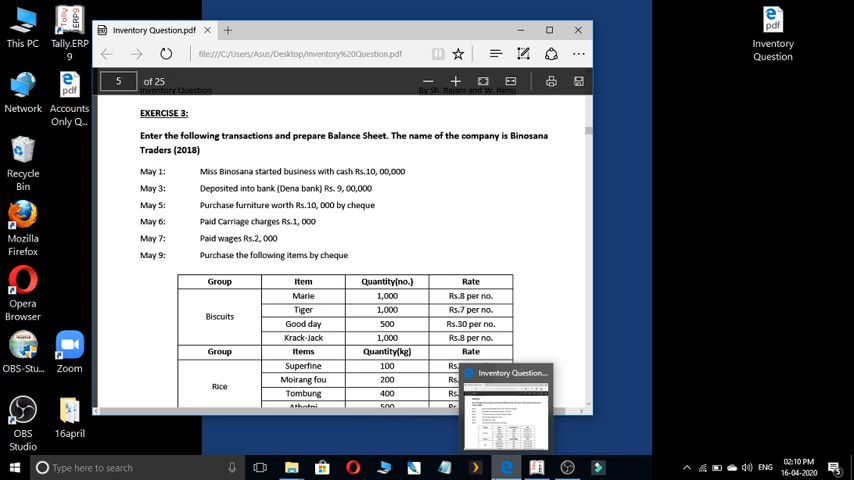 This PC
Tally.ERP
9
Network
Accounts
Only Q...
Recycle
Bin
Mozilla
Firefox
Opera
Browser
OBS-Stu...
Zoom
OBS
Studio
16april
Inventory
Question
Inventory Question.pdf
file:///C:/Users/Asus/Desktop/Inventory%20Question.pdf
5 of 25
Inventory Question By Sh. Rajani and W. Renu
EXERCISE 3:
Enter the following transactions and prepare Balance Sheet. The name of the company is Binosana
Traders (2018)
May 1: Miss Binosana started business with cash Rs.10, 00,000
May 3: Deposited into bank (Dena bank) Rs. 9, 00,000
May 5: Purchase furniture worth Rs.10, 000 by cheque
May 6: Paid Carriage charges Rs.1, 000
May 7: Paid wages Rs.2, 000
May 9: Purchase the following items by cheque
Group Item Quantity(no.) Rate
Biscuits
Marie 1,000 Rs.8 per no.
Tiger 1,000 Rs.7 per no.
Good day 500 Rs.30 per no.
Krack-Jack 1,000 Rs.8 per no.
Group Items Quantity(kg) Rate
Rice
Superfine 100 Rs.
Moirang fou 200 Rs.
Tombung 400 Rs.
500
Inventory Question...
Type here to search
ENG
02:10 PM
16-04-2020